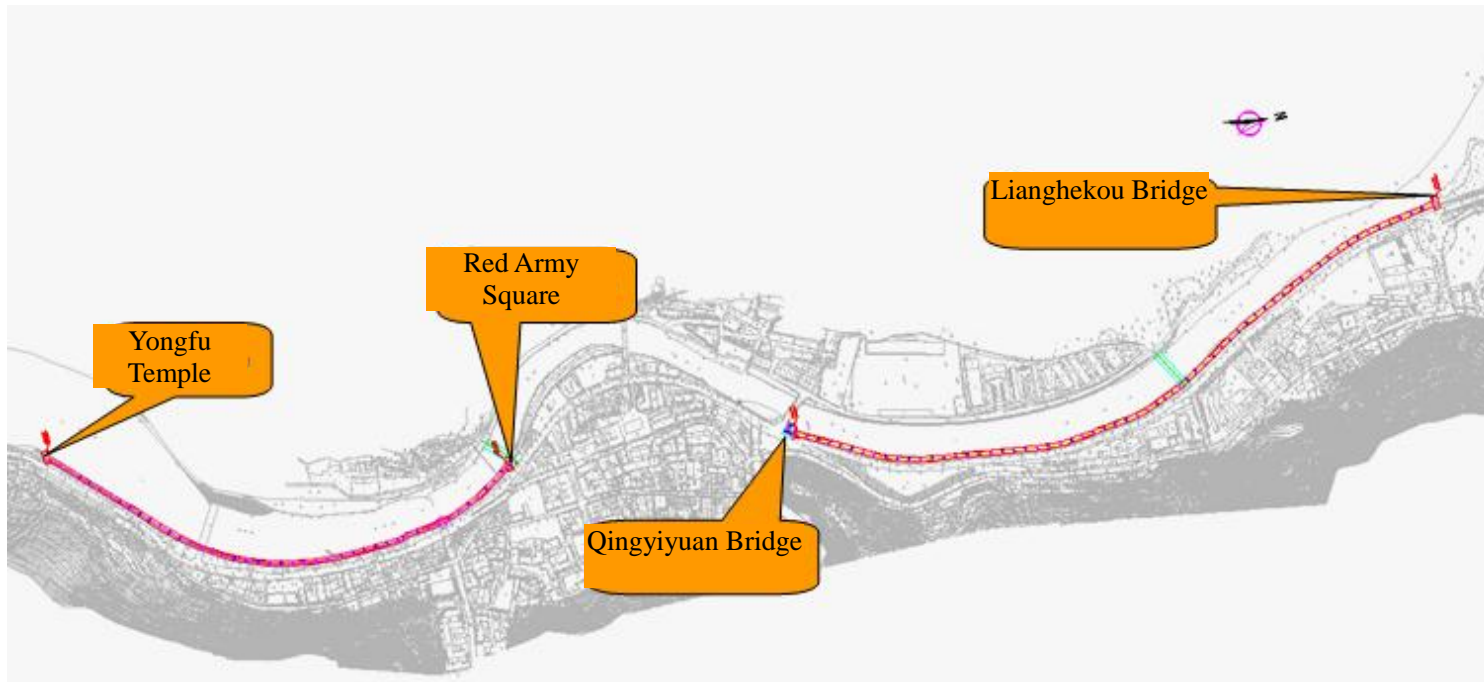 N
Lianghekou Bridge
Red Army
Square
Yongfu
Temple
Qingyiyuan Bridge